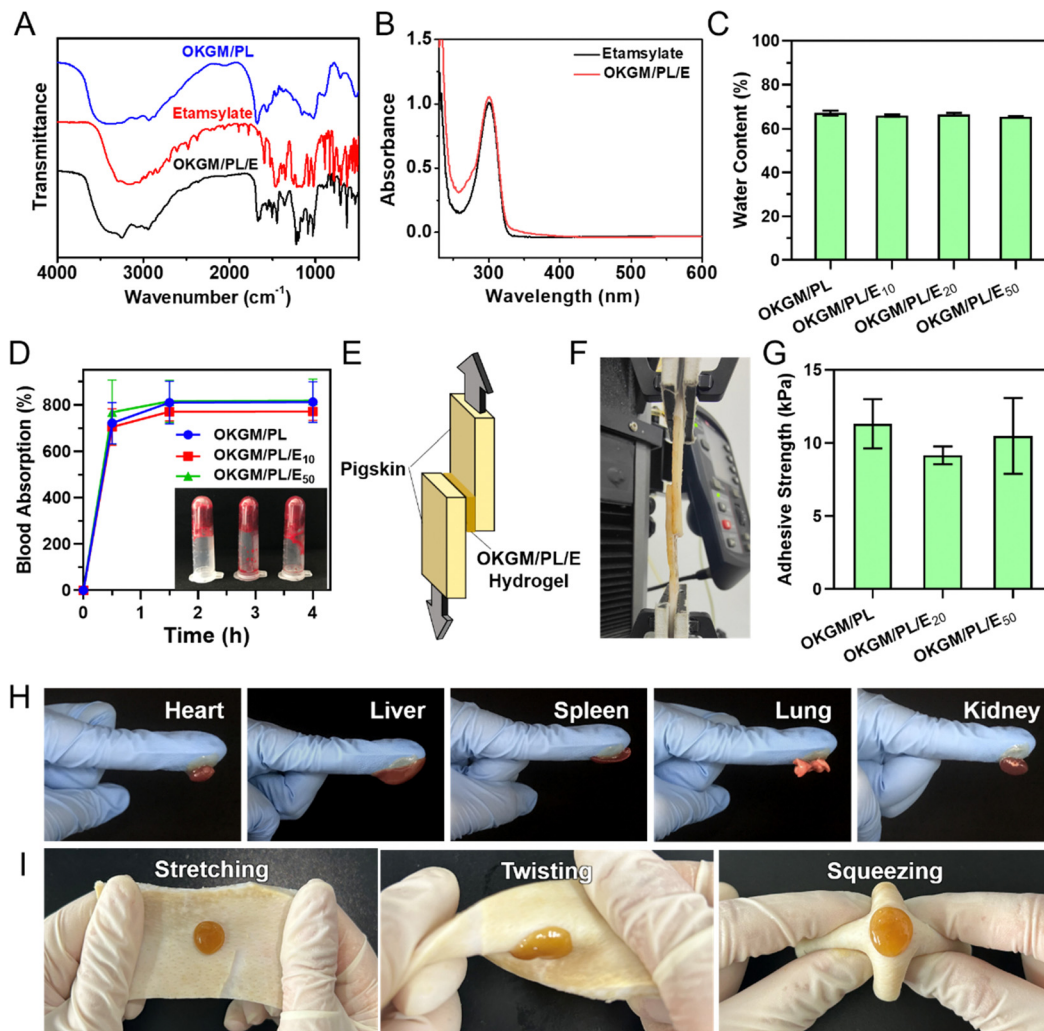 A
OKGM/PL
Etamsylate
OKGM/PL/E
Transmittance
4000 3000 2000 1000
Wavenumber (cm⁻¹)
B
Etamsylate
OKGM/PL/E
Absorbance
1.5
1.0
0.5
0.0
300 400 500 600
Wavelength (nm)
C
Water Content (%)
100
80
60
40
20
0
OKGM/PL
OKGM/PL/E₁₀
OKGM/PL/E₂₀
OKGM/PL/E₅₀
D
Blood Absorption (%)
800
600
400
200
0
OKGM/PL
OKGM/PL/E₁₀
OKGM/PL/E₅₀
0 1 2 3 4
Time (h)
E
Pigskin
OKGM/PL/E
Hydrogel
F
G
Adhesive Strength (kPa)
15
10
5
0
OKGM/PL
OKGM/PL/E₂₀
OKGM/PL/E₅₀
H
Heart
Liver
Spleen
Lung
Kidney
I
Stretching
Twisting
Squeezing